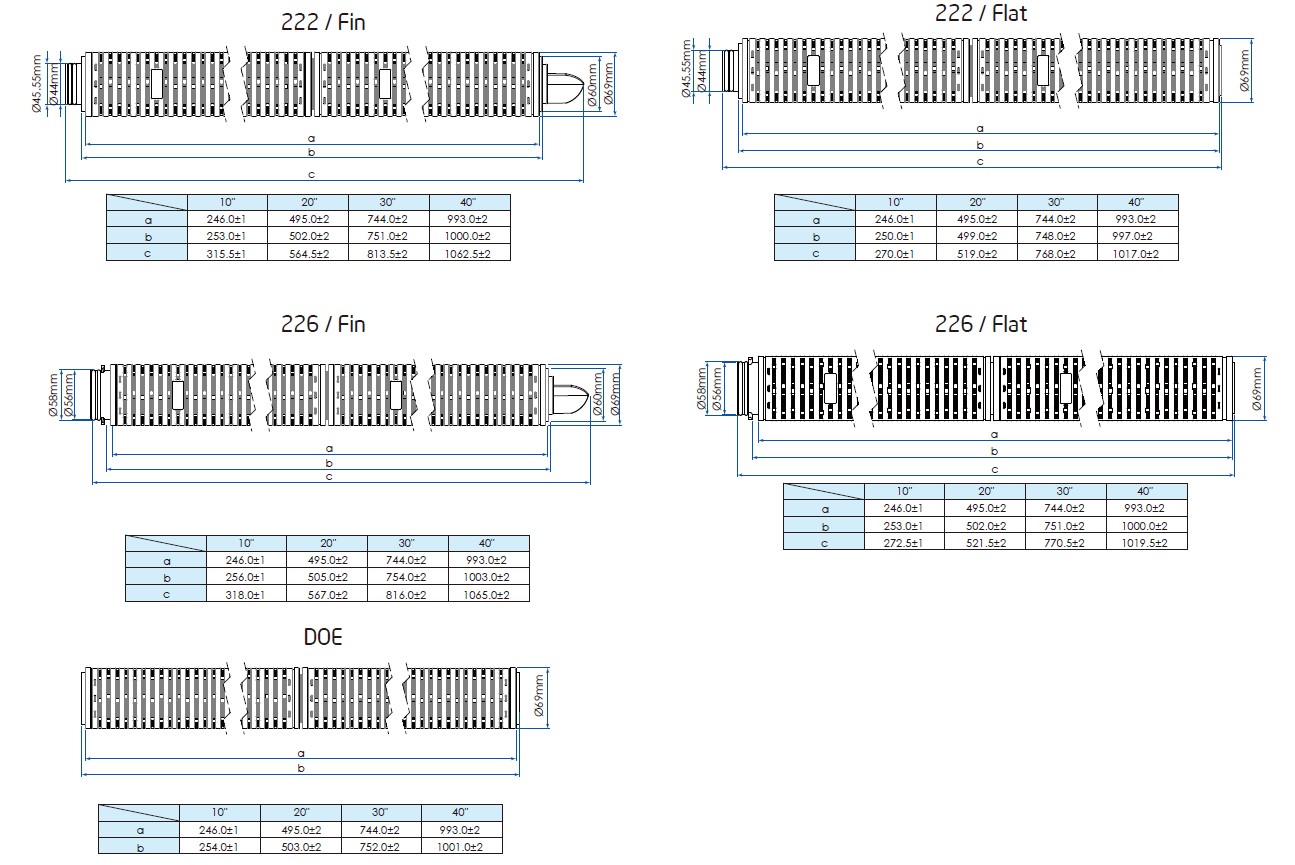 222 / Fin
Ø45.55mm
Ø44mm
Ø60mm
Ø69mm
a
b
c
10" 20" 30" 40"
a 246.0±1 495.0±2 744.0±2 993.0±2
b 253.0±1 502.0±2 751.0±2 1000.0±2
c 315.5±1 564.5±2 813.5±2 1062.5±2
222 / Flat
Ø45.55mm
Ø44mm
Ø69mm
a
b
c
10" 20" 30" 40"
a 246.0±1 495.0±2 744.0±2 993.0±2
b 250.0±1 499.0±2 748.0±2 997.0±2
c 270.0±1 519.0±2 768.0±2 1017.0±2
226 / Fin
Ø58mm
Ø56mm
Ø60mm
Ø69mm
a
b
c
10" 20" 30" 40"
a 246.0±1 495.0±2 744.0±2 993.0±2
b 256.0±1 505.0±2 754.0±2 1003.0±2
c 318.0±1 567.0±2 816.0±2 1065.0±2
226 / Flat
Ø58mm
Ø56mm
Ø69mm
a
b
c
10" 20" 30" 40"
a 246.0±1 495.0±2 744.0±2 993.0±2
b 253.0±1 502.0±2 751.0±2 1000.0±2
c 272.5±1 521.5±2 770.5±2 1019.5±2
DOE
Ø69mm
a
b
10" 20" 30" 40"
a 246.0±1 495.0±2 744.0±2 993.0±2
b 254.0±1 503.0±2 752.0±2 1001.0±2